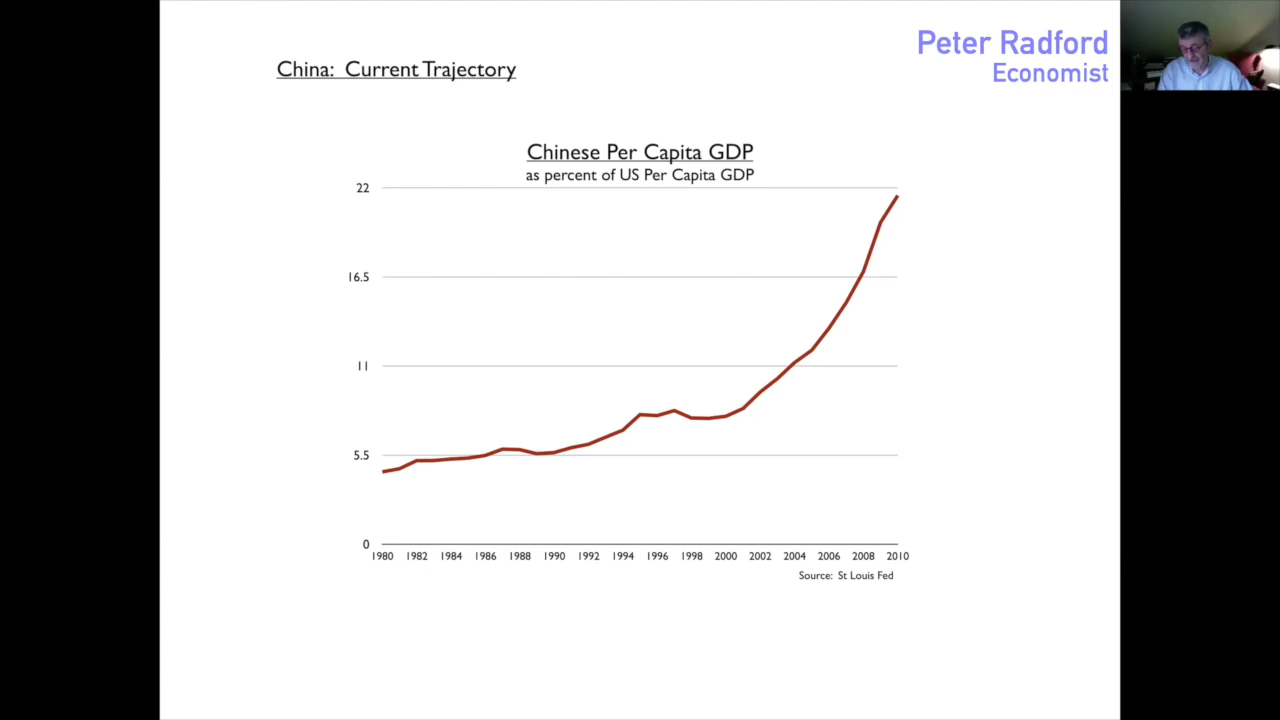 Peter Radford
Economist
China: Current Trajectory
Chinese Per Capita GDP
as percent of US Per Capita GDP
22
16.5
11
5.5
0
1980 1982 1984 1986 1988 1990 1992 1994 1996 1998 2000 2002 2004 2006 2008 2010
Source: St Louis Fed